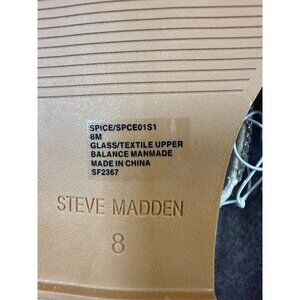 SPICE/SPCE01S1
8M
GLASS/TEXTILE UPPER
BALANCE MANMADE
MADE IN CHINA
SF2367
STEVE MADDEN
8